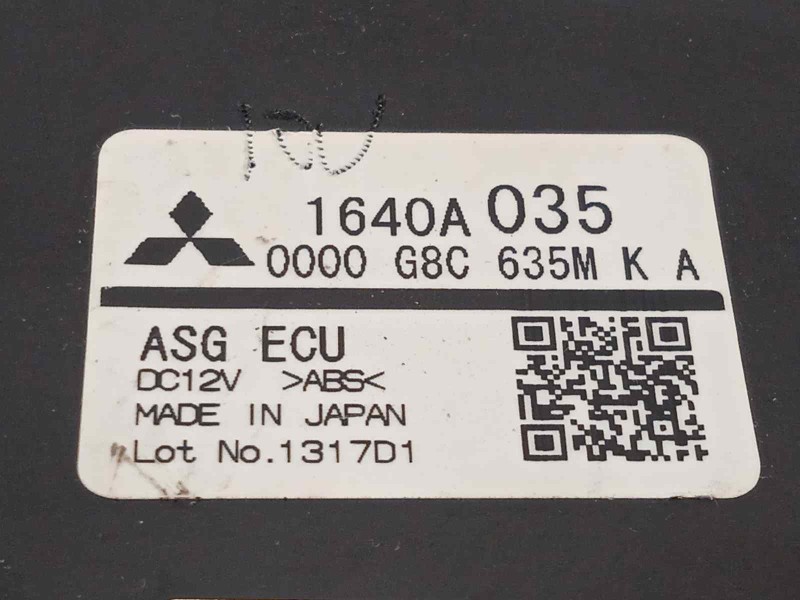 1640A 035
0000 G8C 635M K A
ASG ECU
DC12V >ABS<
MADE IN JAPAN
Lot No.1317D1